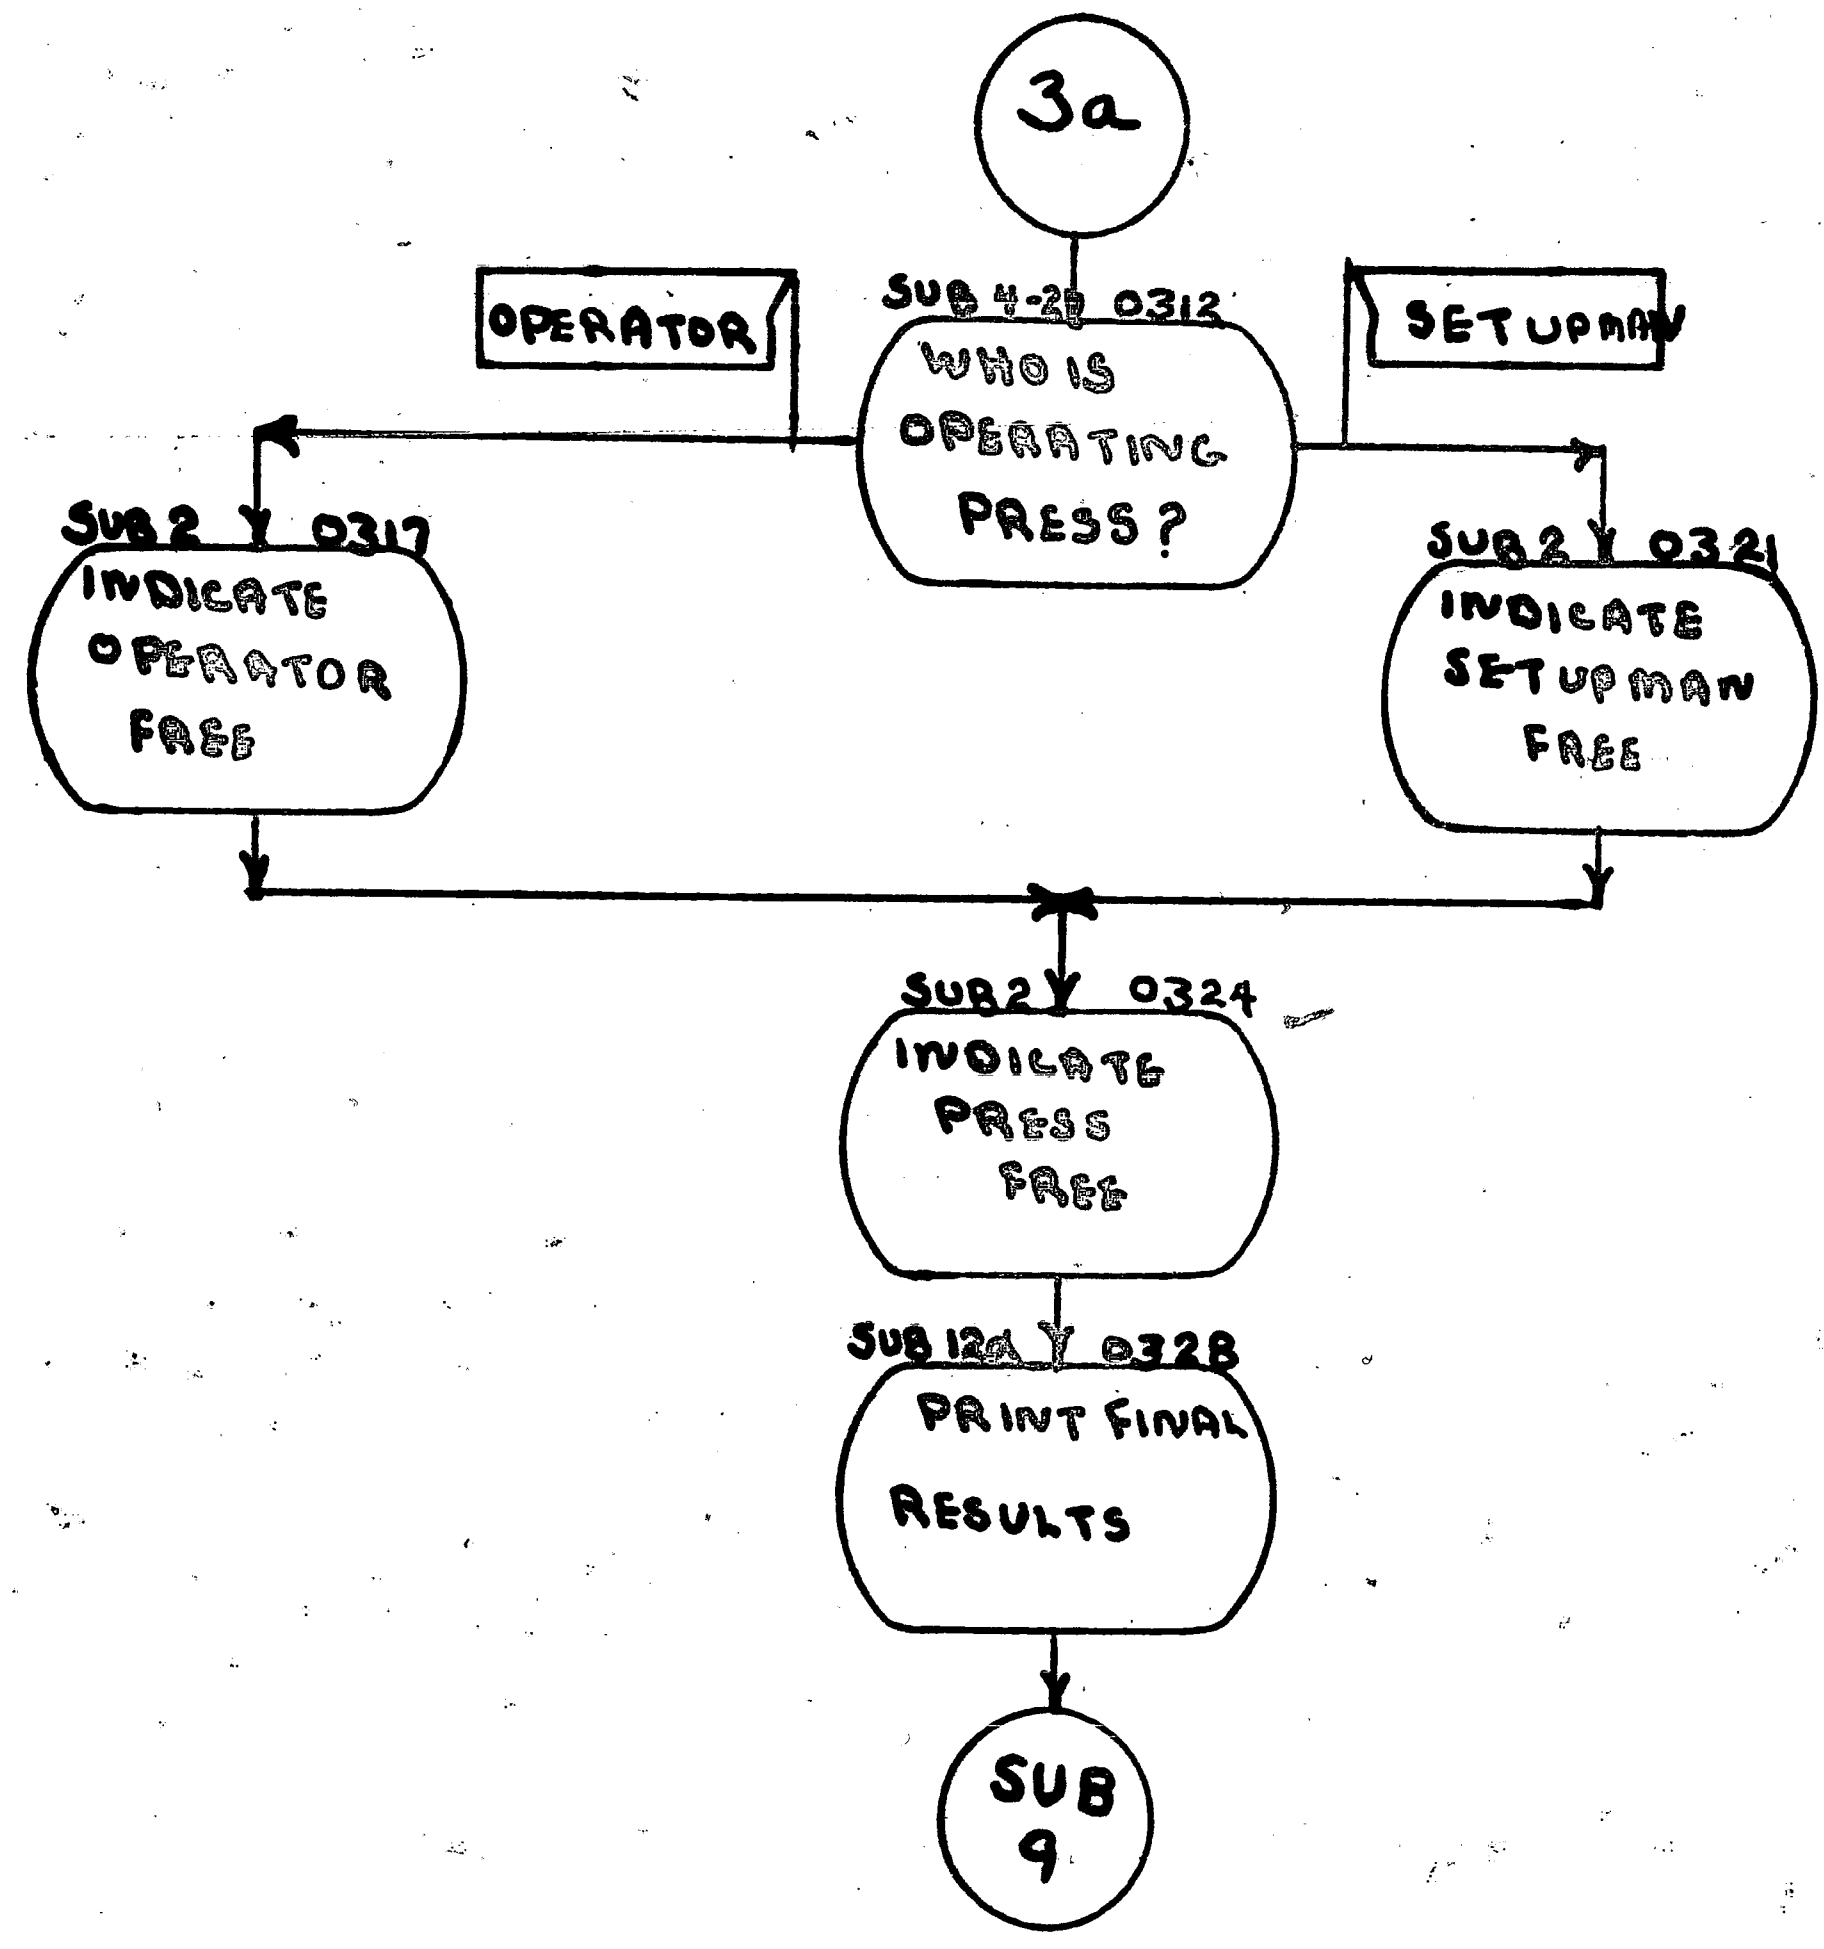 3a
SUB 4-2B 0312
OPERATOR
SETUPMAN
WHO IS
OPERATING
PRESS?
SUB 2 0317
INDICATE
OPERATOR
FREE
SUB 2 0321
INDICATE
SETUPMAN
FREE
SUB 2 0324
INDICATE
PRESS
FREE
SUB 12a 0328
PRINT FINAL
RESULTS
SUB
9